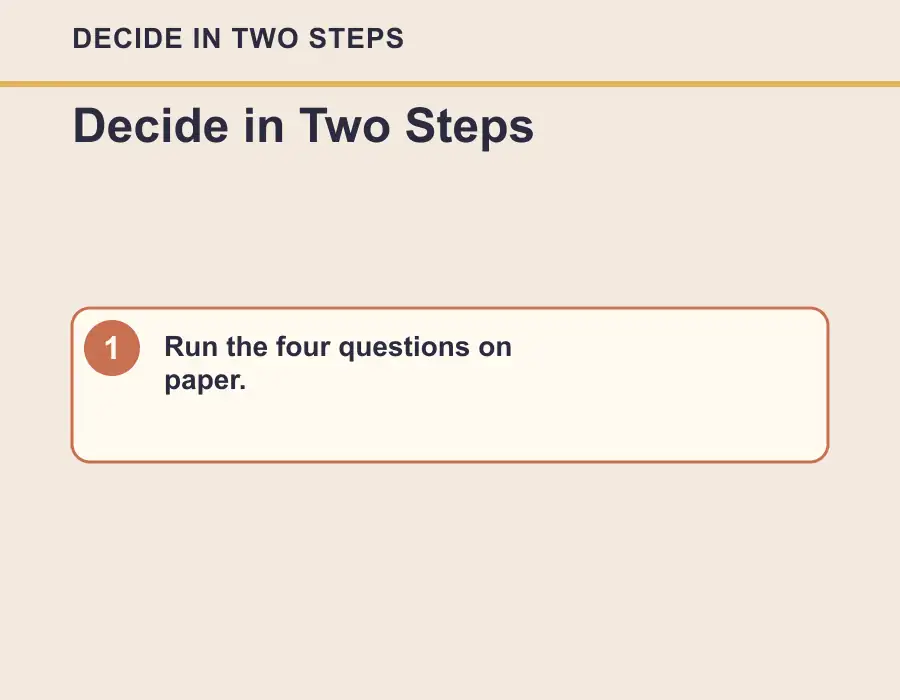 DECIDE IN TWO STEPS
Decide in Two Steps
1
Run the four questions on
paper.